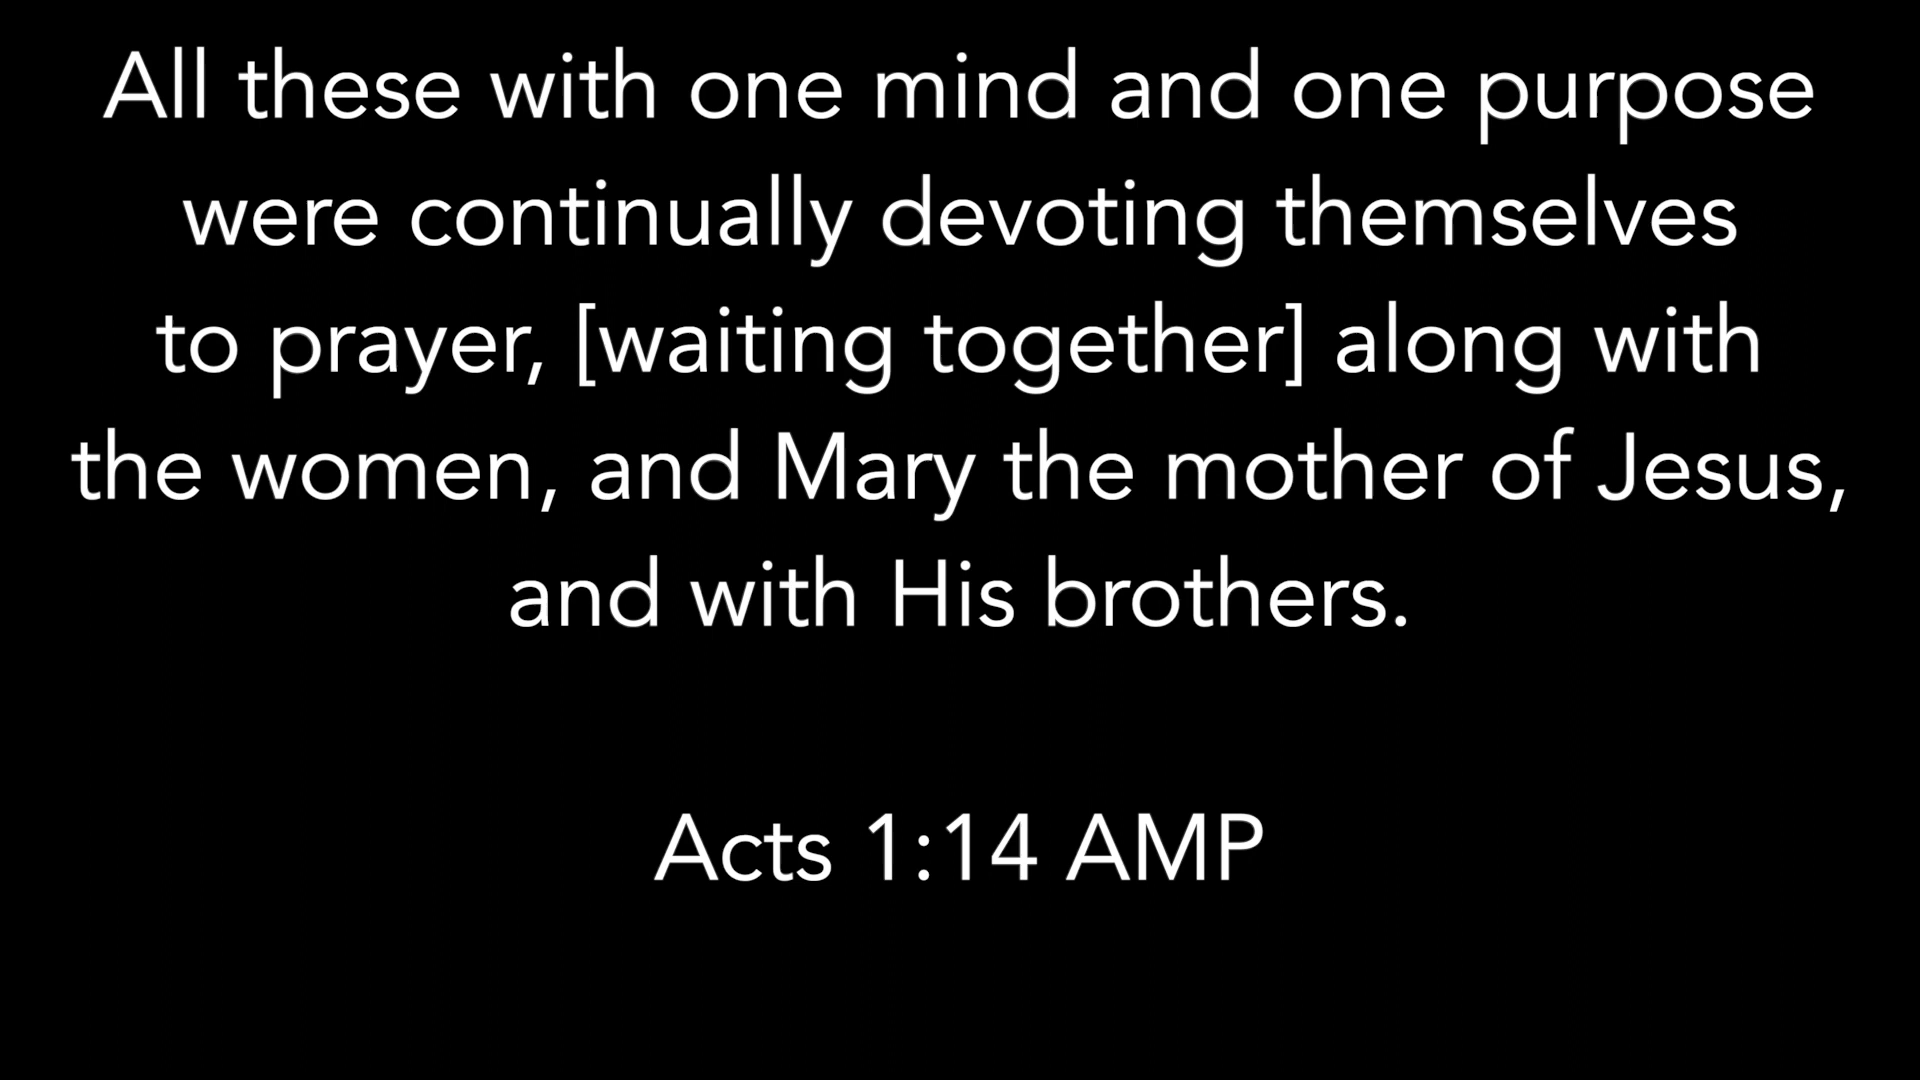 All these with one mind and one purpose
were continually devoting themselves
to prayer, [waiting together] along with
the women, and Mary the mother of Jesus,
and with His brothers.
Acts 1:14 AMP